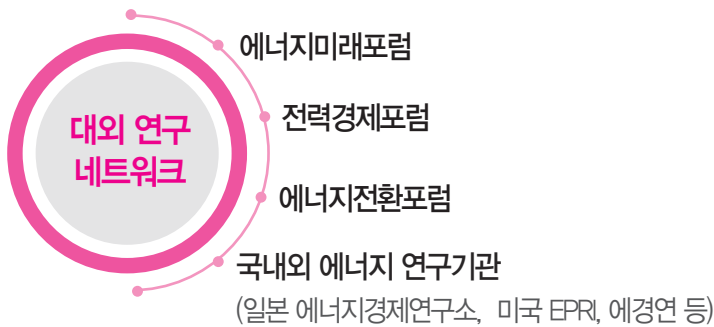 대외 연구
네트워크
에너지미래포럼
전력경제포럼
에너지전환포럼
국내외 에너지 연구기관
(일본 에너지경제연구소, 미국 EPRI, 에경연 등)